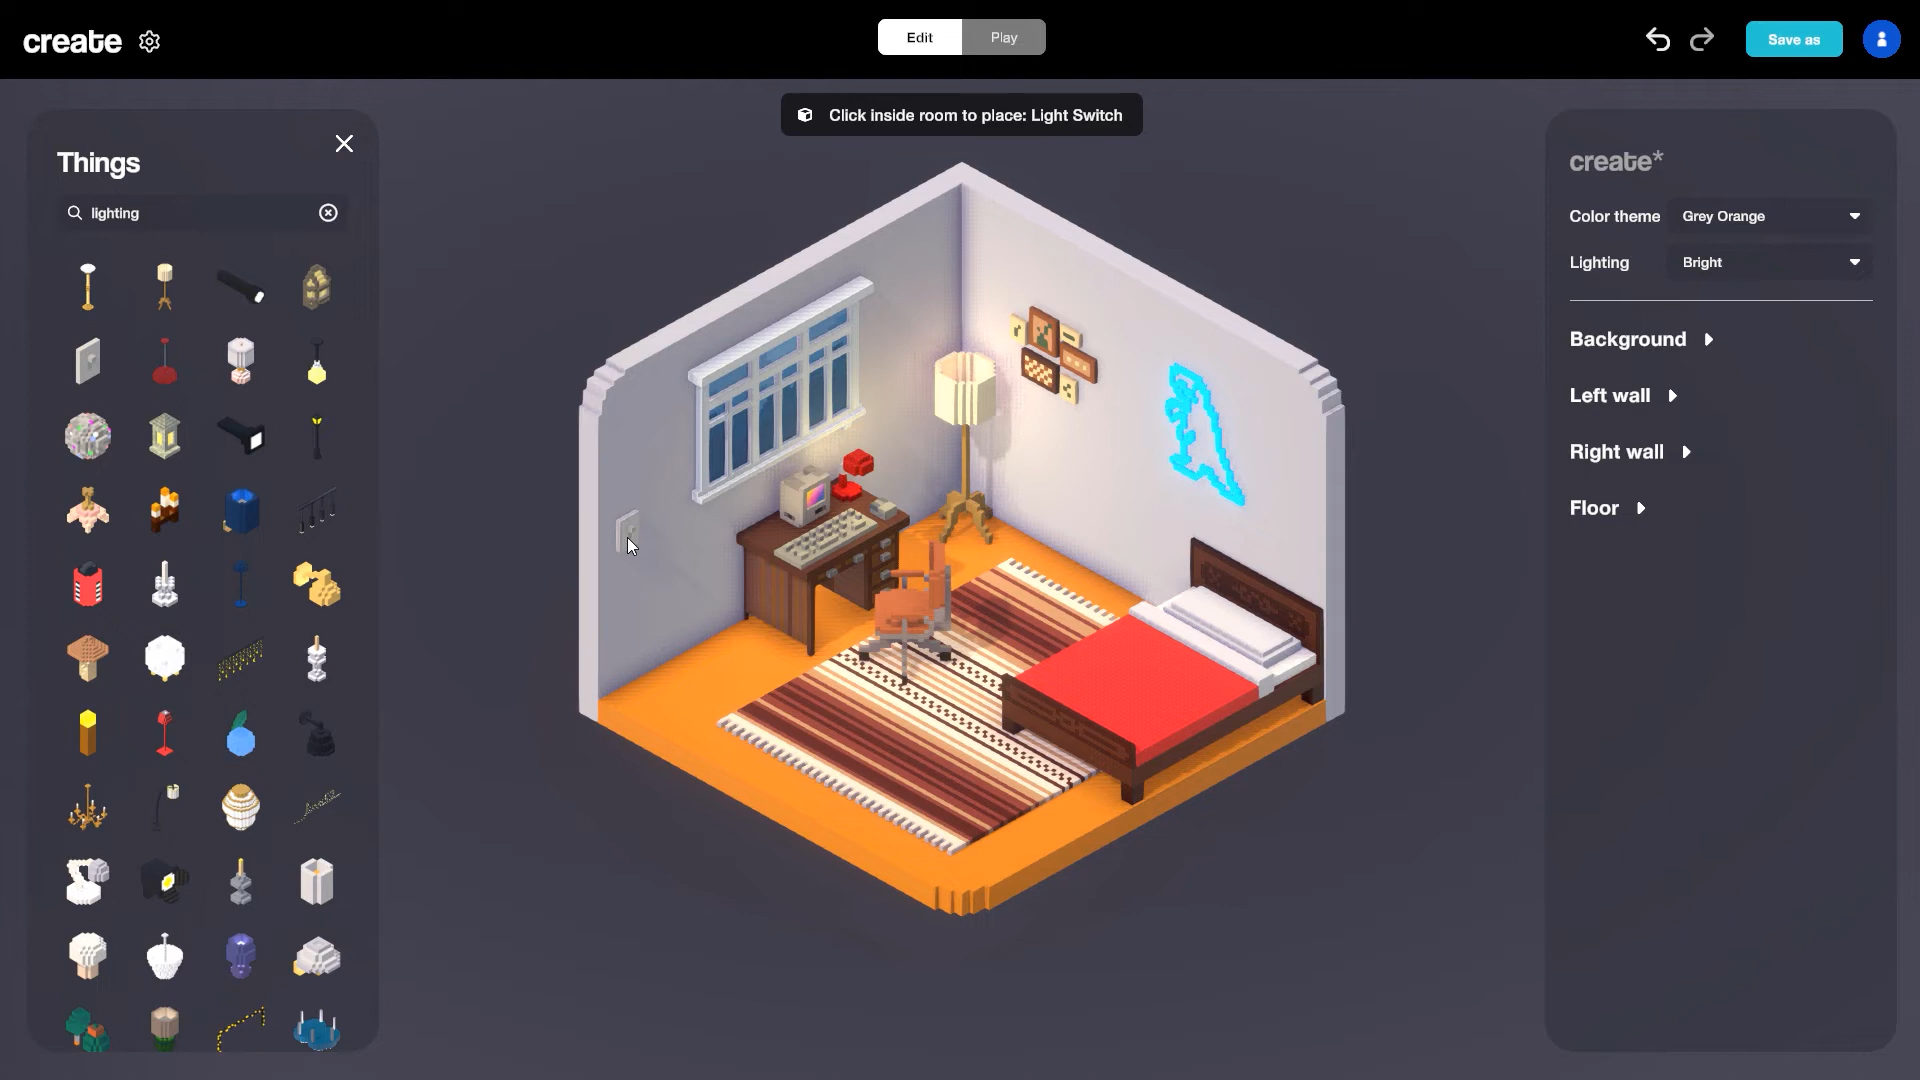 create
Edit
Play
Save as
Click inside room to place: Light Switch
Things
lighting
create*
Color theme
Grey Orange
Lighting
Bright
Background
Left wall
Right wall
Floor